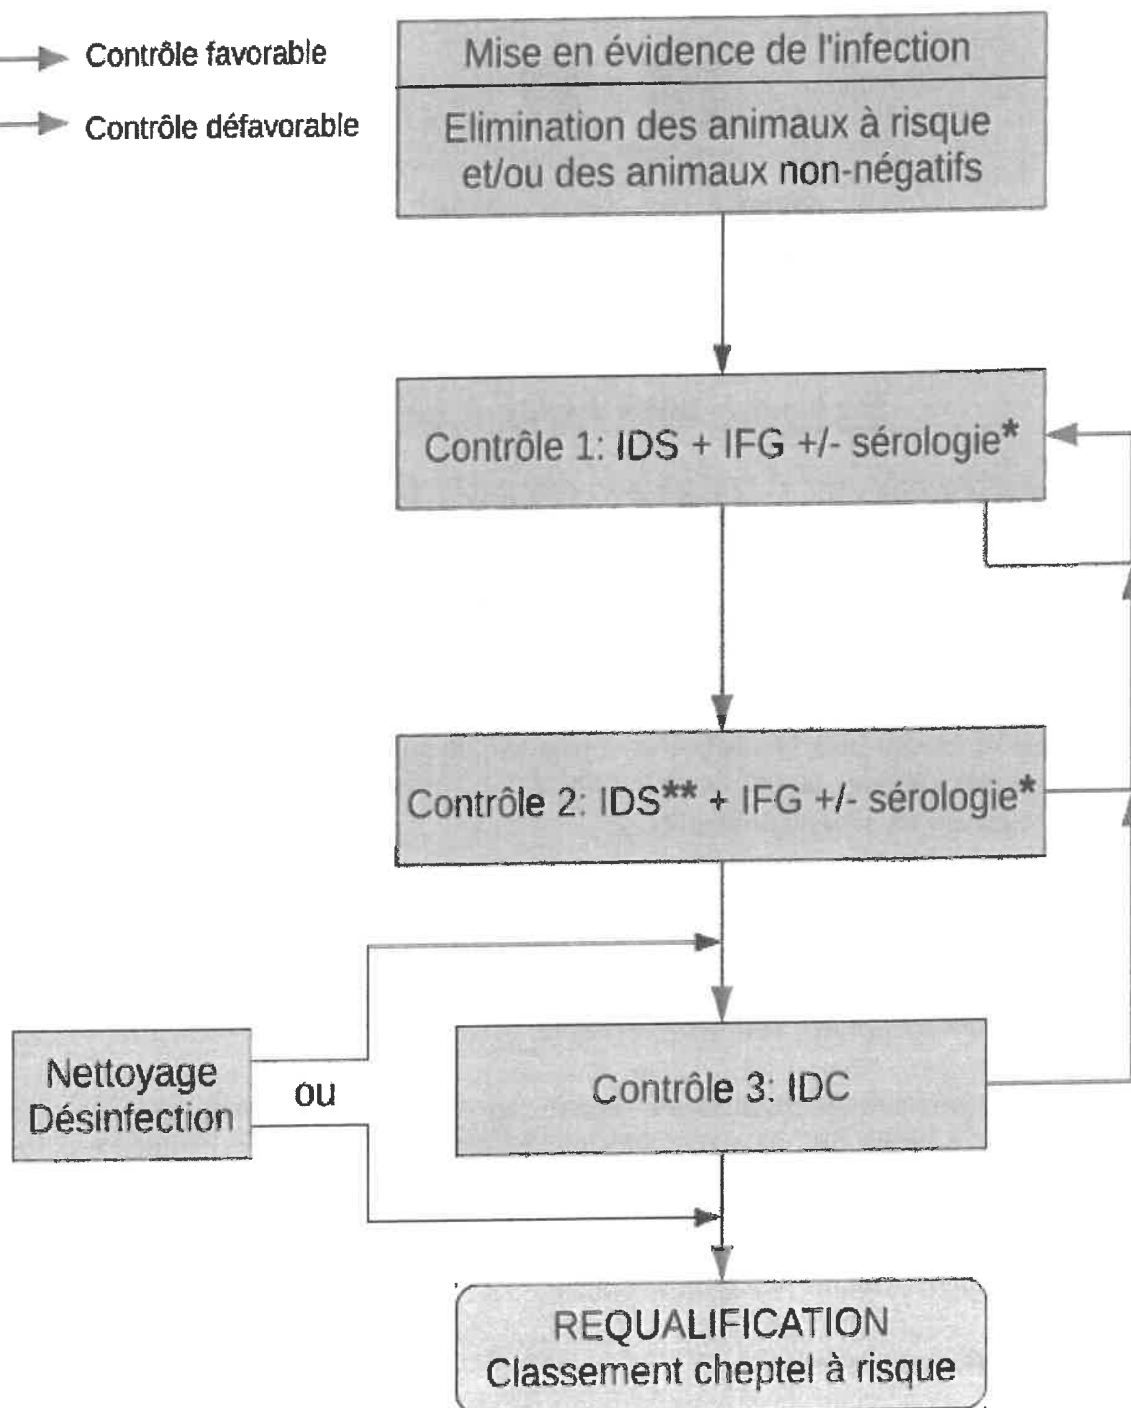 Contrôle favorable
Contrôle défavorable
Mise en évidence de l'infection
Elimination des animaux à risque
et/ou des animaux non-négatifs
Contrôle 1: IDS + IFG +/- sérologie*
Contrôle 2: IDS** + IFG +/- sérologie*
Nettoyage
Désinfection
ou
Contrôle 3: IDC
REQUALIFICATION
Classement cheptel à risque